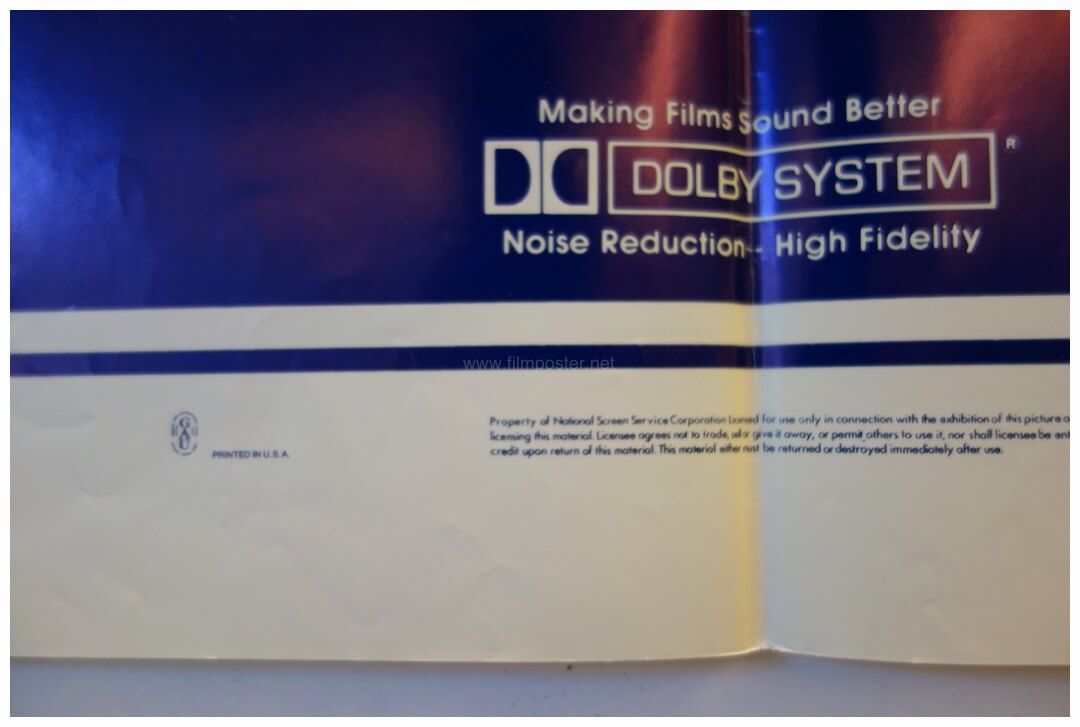 Making Films Sound Better
DOLBY SYSTEM ®
Noise Reduction - High Fidelity
www.filmposter.net
Property of National Screen Service Corporation Licensed for use only in connection with the exhibition of this picture
licensing this material. Licensee agrees not to trade, sell or give it away, or permit others to use it, nor shall licensee be
credit upon return of this material. This material either must be returned or destroyed immediately after use.
GAU
PRINTED IN U.S.A.